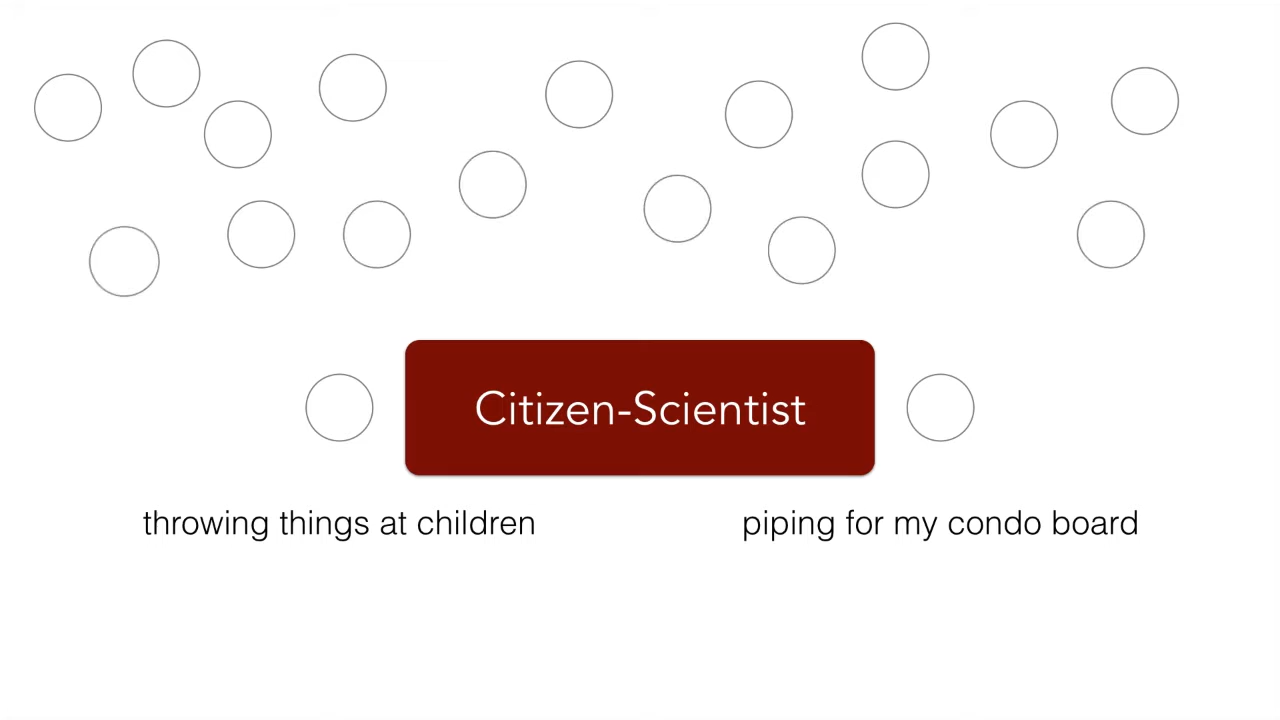 Citizen-Scientist
throwing things at children
piping for my condo board